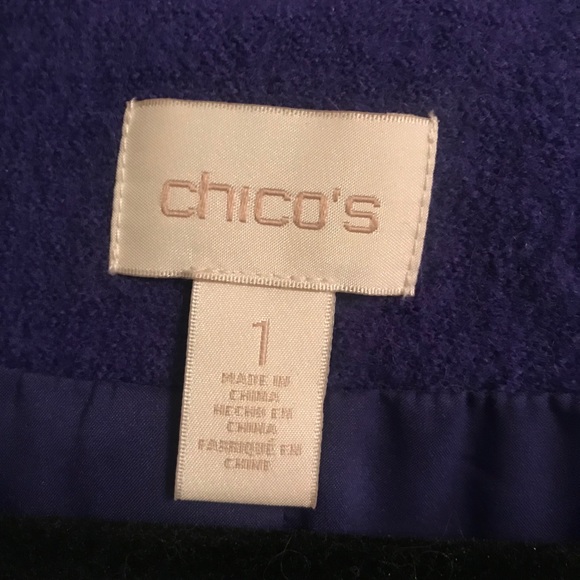 chico's
1
MADE IN
CHINA
HECHO EN
CHINA
FABRIQUÉ EN
CHINE